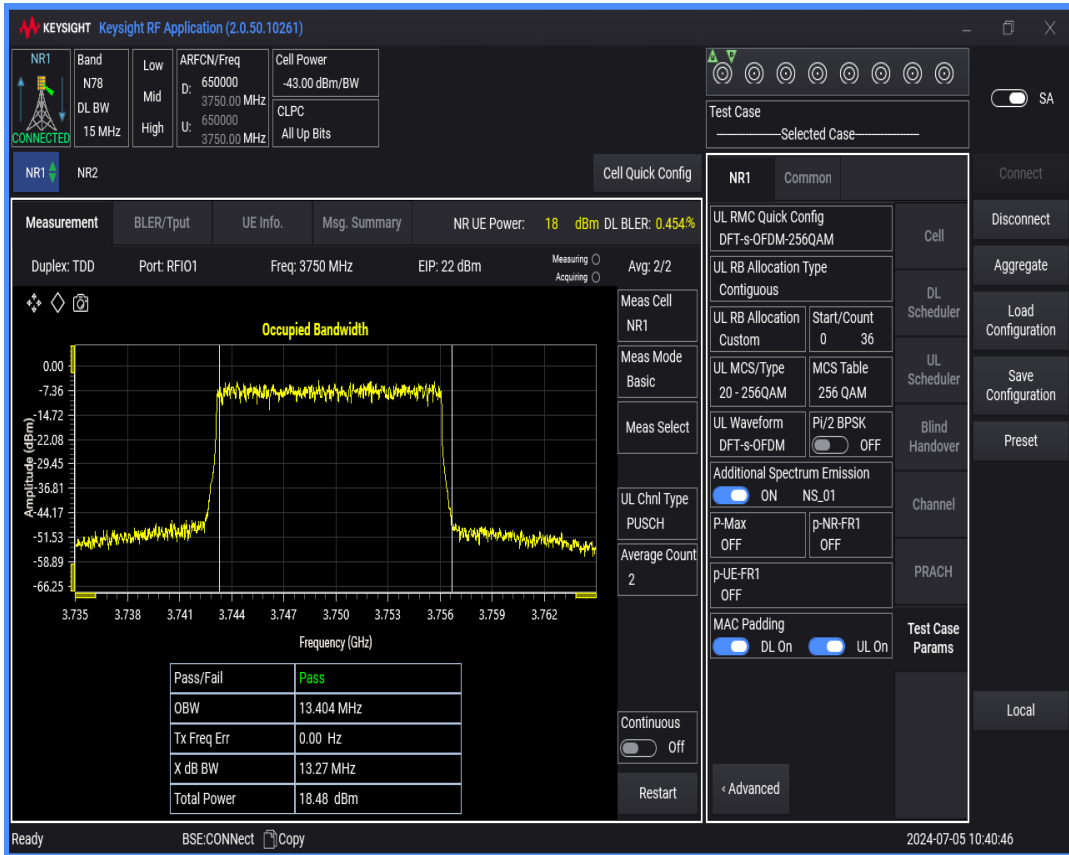 KEYSIGHT Keysight RF Application (2.0.50.10261)
NR1
CONNECTED
Band
N78
DL BW
15 MHz
Low
Mid
High
ARFCN/Freq
D: 650000
3750.00 MHz
U: 650000
3750.00 MHz
Cell Power
-43.00 dBm/BW
CLPC
All Up Bits
Test Case
--------------------Selected Case--------------------
SA
NR1
NR2
Cell Quick Config
Measurement
BLER/Tput
UE Info.
Msg. Summary
NR UE Power: 18 dBm DL BLER: 0.454%
Duplex: TDD
Port: RFIO1
Freq: 3750 MHz
EIP: 22 dBm
Measuring
Acquiring
Avg: 2/2
Occupied Bandwidth
Amplitude (dBm)
0.00
-7.36
-14.72
-22.08
-29.45
-36.81
-44.17
-51.53
-58.89
-66.25
3.735 3.738 3.741 3.744 3.747 3.750 3.753 3.756 3.759 3.762
Frequency (GHz)
Pass/Fail Pass
OBW 13.404 MHz
Tx Freq Err 0.00 Hz
X dB BW 13.27 MHz
Total Power 18.48 dBm
Meas Cell
NR1
Meas Mode
Basic
Meas Select
UL Chnl Type
PUSCH
Average Count
2
Continuous
Off
Restart
NR1
Common
UL RMC Quick Config
DFT-s-OFDM-256QAM
UL RB Allocation Type
Contiguous
UL RB Allocation
Custom
Start/Count
0 36
UL MCS/Type
20 - 256QAM
MCS Table
256 QAM
UL Waveform
DFT-s-OFDM
Pi/2 BPSK
OFF
Additional Spectrum Emission
ON NS_01
P-Max
OFF
p-NR-FR1
OFF
p-UE-FR1
OFF
MAC Padding
DL On UL On
‹ Advanced
Cell
DL
Scheduler
UL
Scheduler
Blind
Handover
Channel
PRACH
Test Case
Params
Connect
Disconnect
Aggregate
Load
Configuration
Save
Configuration
Preset
Local
Ready
BSE:CONNect
Copy
2024-07-05 10:40:46